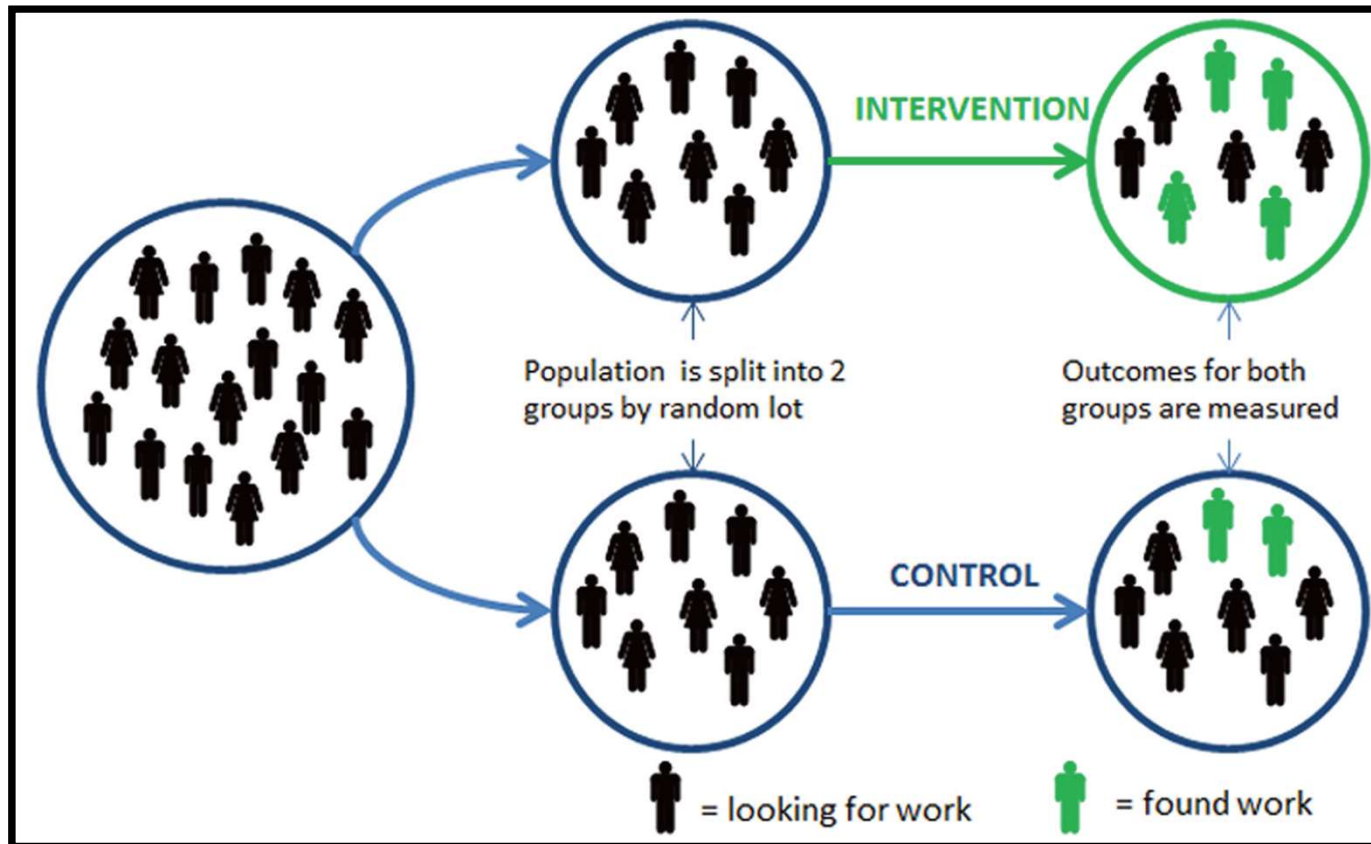 INTERVENTION
Population is split into 2
groups by random lot
Outcomes for both
groups are measured
CONTROL
= looking for work
= found work